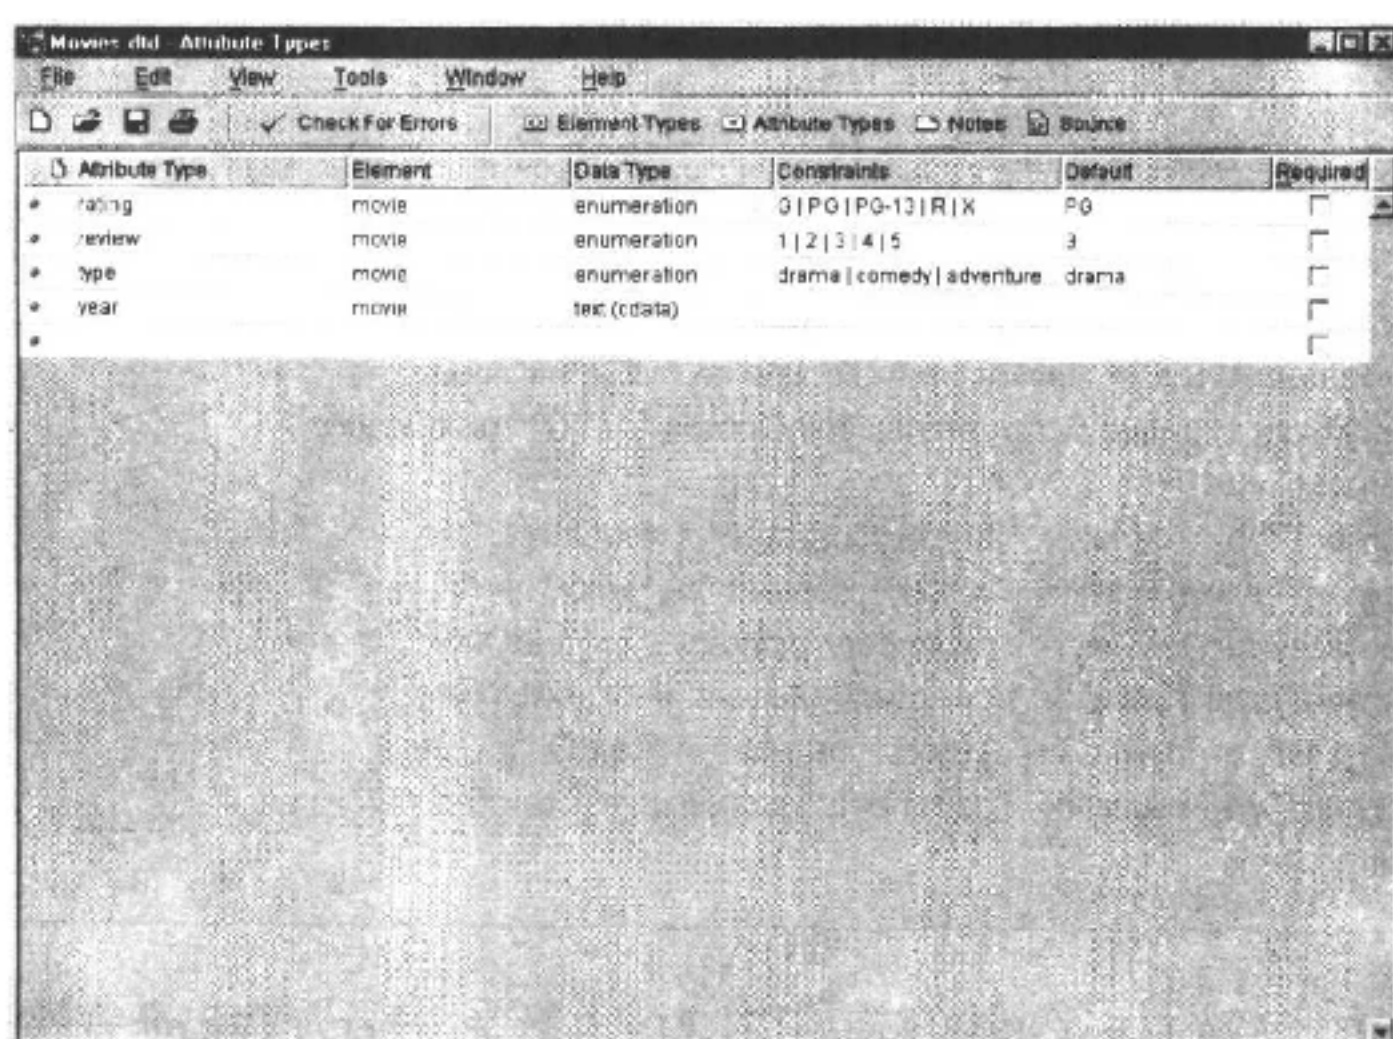 Movies.dtd - Attribute Types
File Edit View Tools Window Help
Check For Errors Element Types Attribute Types Notes Source
Attribute Type Element Data Type Constraints Default Required
rating movie enumeration G | PG | PG-13 | R | X PG
review movie enumeration 1 | 2 | 3 | 4 | 5 3
type movie enumeration drama | comedy | adventure drama
year movie text (cdata)